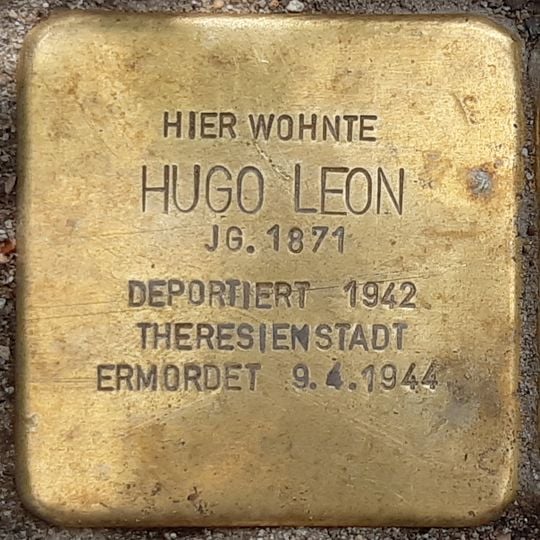 HIER WOHNTE
HUGO LEON
JG. 1871
DEPORTIERT 1942
THERESIENSTADT
ERMORDET 9.4.1944